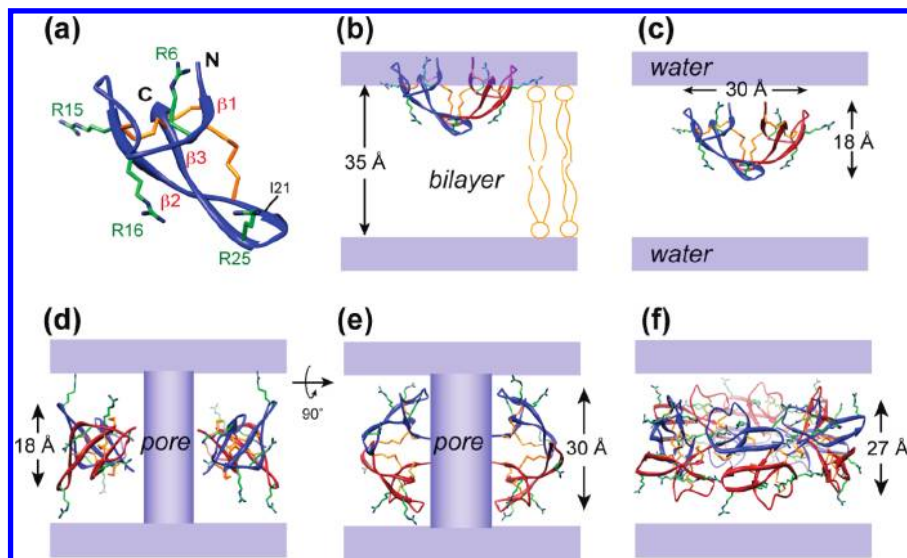 (a)
R6
N
C
R15
β1
β3
β2
I21
R16
R25
(b)
35 Å
bilayer
(c)
water
30 Å
18 Å
water
(d)
18 Å
pore
90°
(e)
pore
30 Å
(f)
27 Å